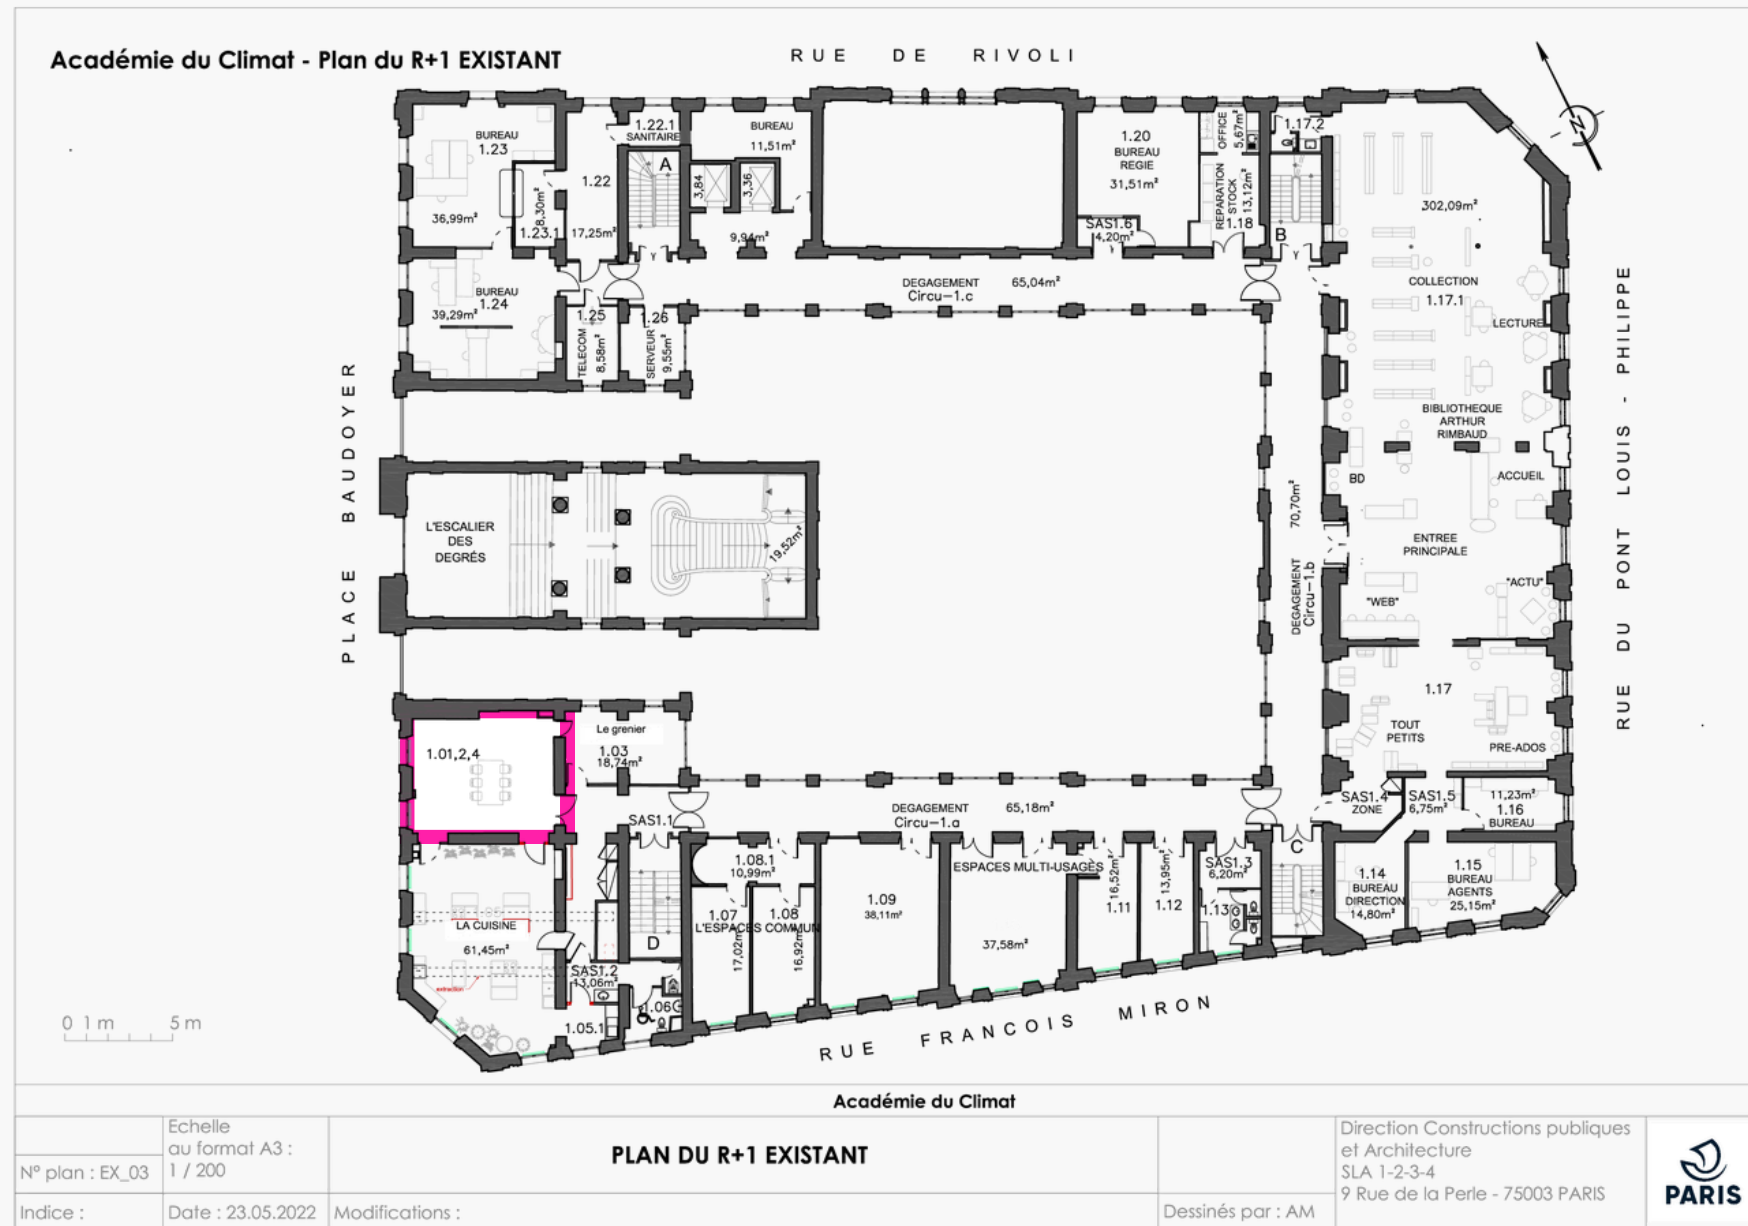 Académie du Climat - Plan du R+1 EXISTANT
RUE DE RIVOLI
N
PLACE BAUDOYER
RUE DU PONT LOUIS - PHILIPPE
RUE FRANCOIS MIRON
BUREAU
1.23
36,99m²
8,30m²
1.23.1
1.22
17,25m²
1.22.1
SANITAIRE
A
BUREAU
11,51m²
3,84
3,36
9,94m²
BUREAU
1.24
39,29m²
1.25
TELECOM
8,58m²
1.26
SERVEUR
9,55m²
DEGAGEMENT 65,04m²
Circu-1.c
1.20
BUREAU
REGIE
31,51m²
SAS1.6
4,20m²
OFFICE
5,67m²
REPARATION
STOCK
13,12m²
1.18
1.17.2
B
302,09m²
COLLECTION
1.17.1
LECTURE
BIBLIOTHEQUE
ARTHUR
RIMBAUD
BD
ACCUEIL
ENTREE
PRINCIPALE
"ACTU"
"WEB"
70,70m²
DEGAGEMENT
Circu-1.b
L'ESCALIER
DES
DEGRÉS
19,52m²
1.17
TOUT
PETITS
PRE-ADOS
1.01,2,4
Le grenier
1.03
18,74m²
SAS1.1
DEGAGEMENT 65,18m²
Circu-1.a
SAS1.4
ZONE
SAS1.5
6,75m²
11,23m²
1.16
BUREAU
1.14
BUREAU
DIRECTION
14,80m²
1.15
BUREAU
AGENTS
25,15m²
C
LA CUISINE
61,45m²
extraction
D
SAS1.2
13,06m²
1.05.1
1.06
1.08.1
10,99m²
1.07
1.08
L'ESPACES COMMUN
17,02m²
16,92m²
1.09
38,11m²
ESPACES MULTI-USAGES
37,58m²
16,52m²
1.11
13,95m²
1.12
SAS1.3
6,20m²
1.13
0 1 m 5 m
Académie du Climat
N° plan : EX_03
Echelle
au format A3 :
1 / 200
PLAN DU R+1 EXISTANT
Direction Constructions publiques
et Architecture
SLA 1-2-3-4
9 Rue de la Perle - 75003 PARIS
Indice :
Date : 23.05.2022
Modifications :
Dessinés par : AM
PARIS